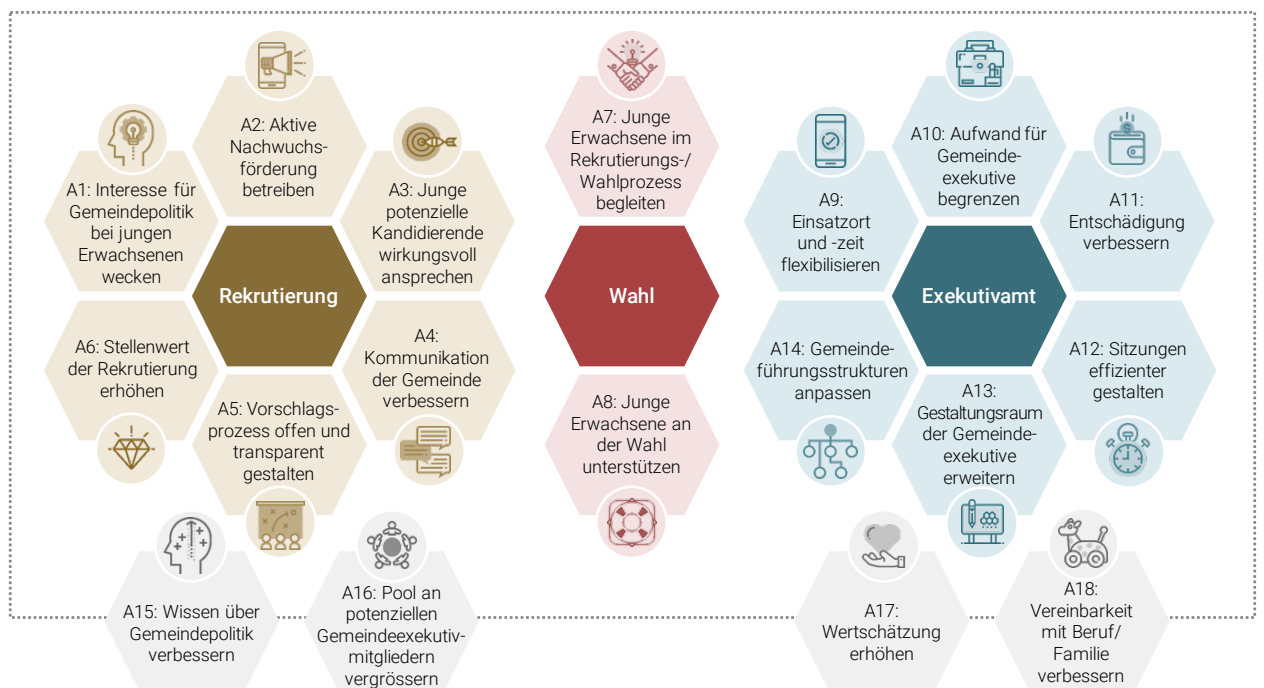 A1: Interesse für
Gemeindepolitik
bei jungen
Erwachsenen
wecken
A2: Aktive
Nachwuchs-
förderung
betreiben
A3: Junge
potenzielle
Kandidierende
wirkungsvoll
ansprechen
Rekrutierung
A6: Stellenwert
der Rekrutierung
erhöhen
A5: Vorschlags-
prozess offen und
transparent
gestalten
A4:
Kommunikation
der Gemeinde
verbessern
A7: Junge
Erwachsene im
Rekrutierungs-/
Wahlprozess
begleiten
Wahl
A8: Junge
Erwachsene an
der Wahl
unterstützen
A9:
Einsatzort
und -zeit
flexibilisieren
A10: Aufwand für
Gemeinde-
exekutive
begrenzen
A11:
Entschädigung
verbessern
Exekutivamt
A14: Gemeinde-
führungsstrukturen
anpassen
A13:
Gestaltungsraum
der Gemeinde-
exekutive
erweitern
A12: Sitzungen
effizienter
gestalten
A15: Wissen über
Gemeindepolitik
verbessern
A16: Pool an
potenziellen
Gemeindeexekutiv-
mitgliedern
vergrössern
A17:
Wertschätzung
erhöhen
A18:
Vereinbarkeit
mit Beruf/
Familie
verbessern